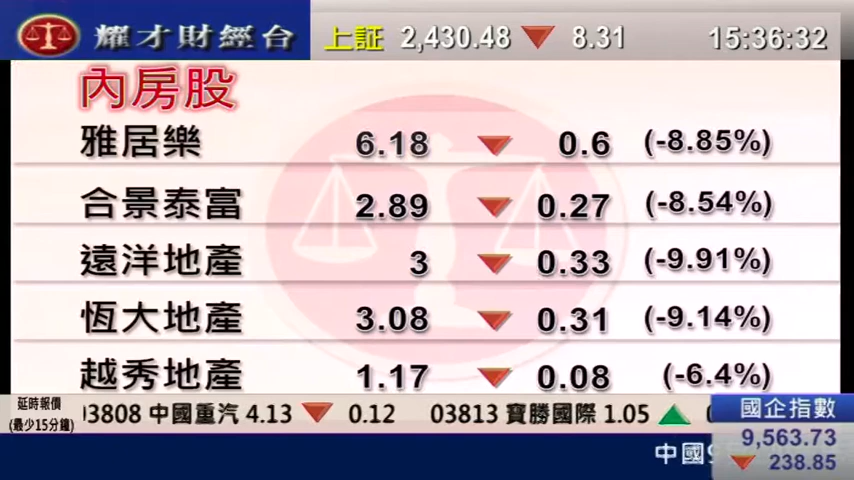 耀才財經台 上証 2,430.48 ▼ 8.31 15:36:32
內房股
雅居樂 6.18 ▼ 0.6 (-8.85%)
合景泰富 2.89 ▼ 0.27 (-8.54%)
遠洋地產 3 ▼ 0.33 (-9.91%)
恆大地產 3.08 ▼ 0.31 (-9.14%)
越秀地產 1.17 ▼ 0.08 (-6.4%)
延時報價
(最少15分鐘)
03808 中國重汽 4.13 ▼ 0.12 03813 寶勝國際 1.05 ▲
國企指數
9,563.73
▼ 238.85
中國